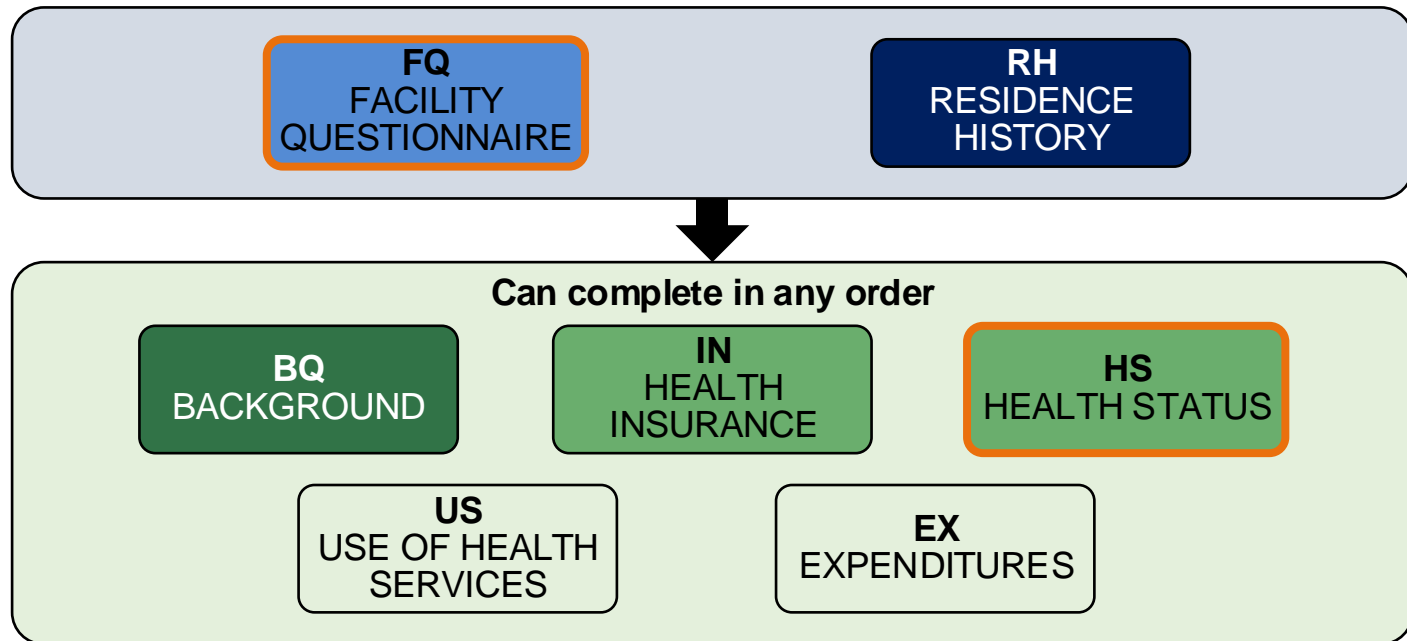 FQ
FACILITY
QUESTIONNAIRE
RH
RESIDENCE
HISTORY
Can complete in any order
BQ
BACKGROUND
IN
HEALTH
INSURANCE
HS
HEALTH STATUS
US
USE OF HEALTH
SERVICES
EX
EXPENDITURES